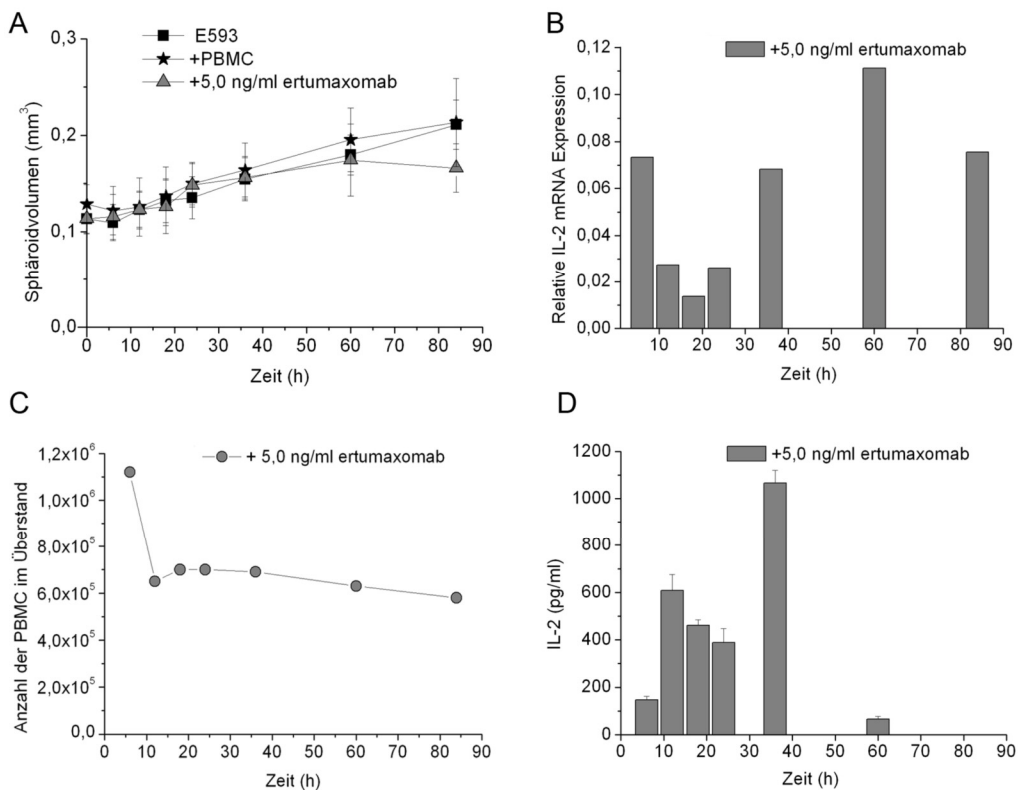 A
0,3
0,2
0,1
0,0
Sphäroidvolumen (mm³)
E593
+PBMC
+5,0 ng/ml ertumaxomab
0 10 20 30 40 50 60 70 80 90
Zeit (h)
B
0,12
0,10
0,08
0,06
0,04
0,02
0,00
Relative IL-2 mRNA Expression
+5,0 ng/ml ertumaxomab
10 20 30 40 50 60 70 80 90
Zeit (h)
C
1,2x10⁶
1,0x10⁶
8,0x10⁵
6,0x10⁵
4,0x10⁵
2,0x10⁵
0,0
Anzahl der PBMC im Überstand
+ 5,0 ng/ml ertumaxomab
0 10 20 30 40 50 60 70 80 90
Zeit (h)
D
1200
1000
800
600
400
200
0
IL-2 (pg/ml)
+5,0 ng/ml ertumaxomab
0 10 20 30 40 50 60 70 80 90
Zeit (h)